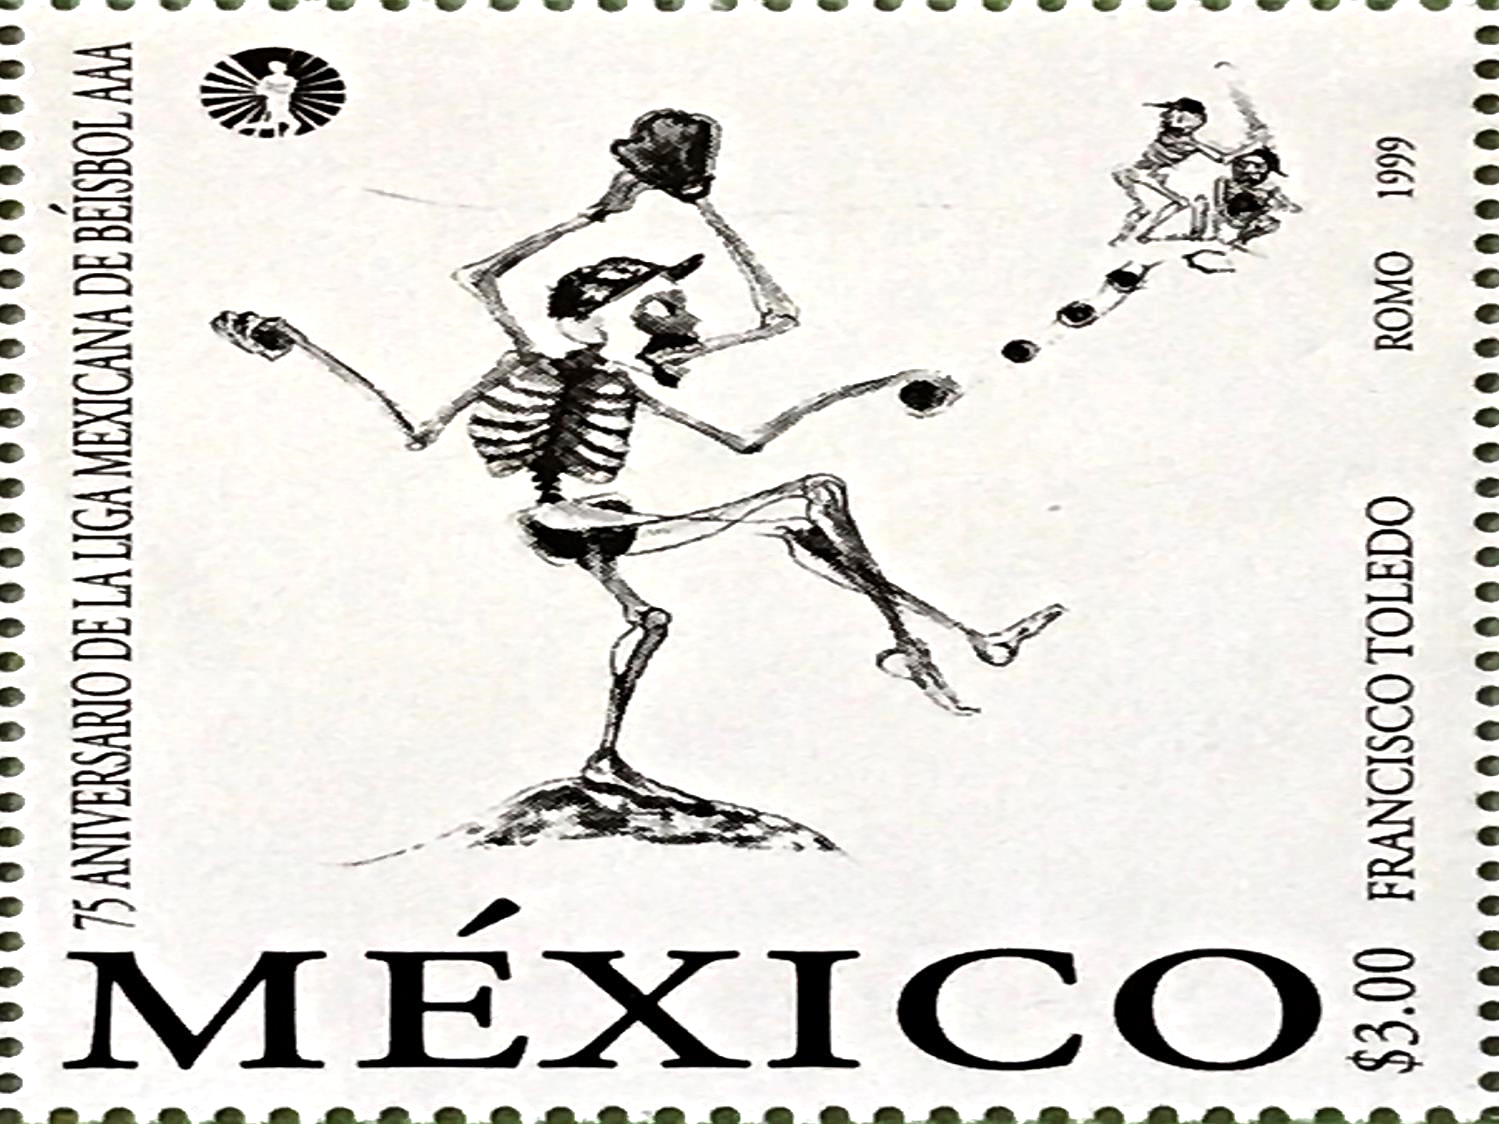 75 ANIVERSARIO DE LA LIGA MEXICANA DE BÉISBOL AAA
MÉXICO
$3.00 FRANCISCO TOLEDO ROMO 1999